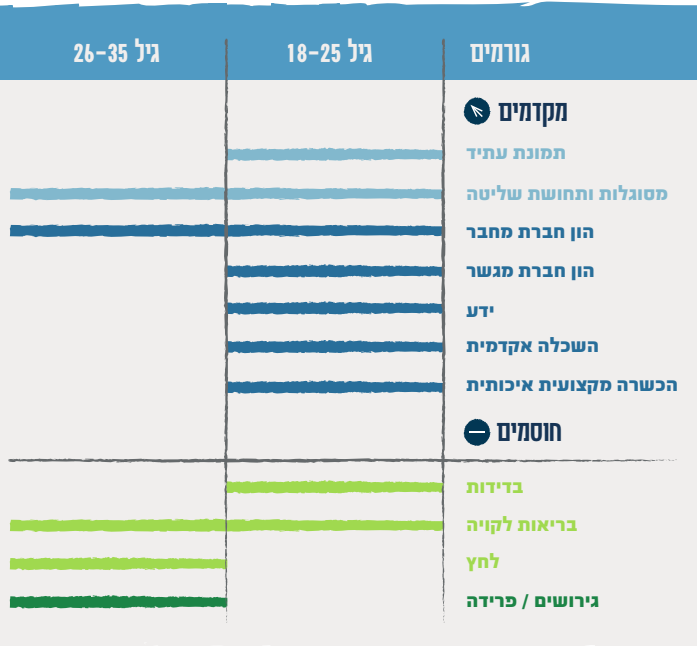 גורמים גיל 18-25 גיל 26-35
מקדמים
תמונת עתיד
מסוגלות ותחושת שליטה
הון חברת מחבר
הון חברת מגשר
ידע
השכלה אקדמית
הכשרה מקצועית איכותית
חוסמים
בדידות
בריאות לקויה
לחץ
גירושים / פרידה